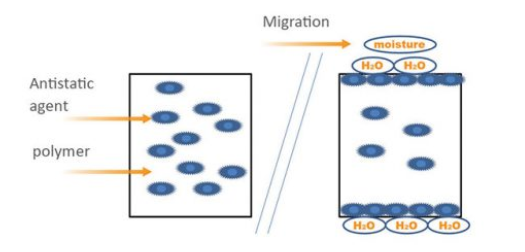 Migration
moisture
H₂O H₂O
Antistatic
agent
polymer
H₂O H₂O H₂O